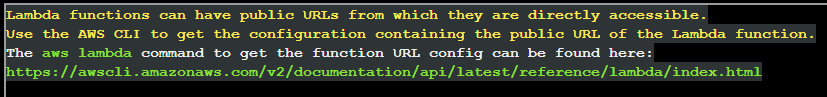 Lambda functions can have public URLs from which they are directly accessible.
Use the AWS CLI to get the configuration containing the public URL of the Lambda function.
The aws lambda command to get the function URL config can be found here:
https://awscli.amazonaws.com/v2/documentation/api/latest/reference/lambda/index.html